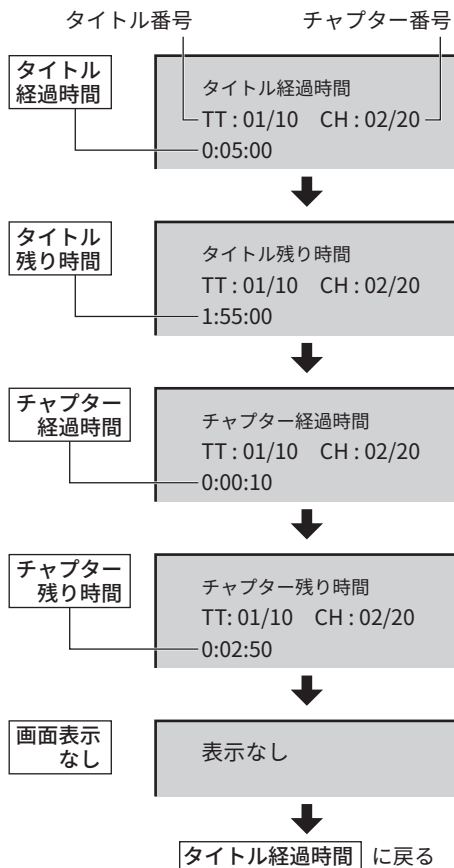 タイトル番号 チャプター番号
タイトル
経過時間
タイトル経過時間
TT : 01/10 CH : 02/20
0:05:00
タイトル
残り時間
タイトル残り時間
TT : 01/10 CH : 02/20
1:55:00
チャプター
経過時間
チャプター経過時間
TT : 01/10 CH : 02/20
0:00:10
チャプター
残り時間
チャプター残り時間
TT: 01/10 CH : 02/20
0:02:50
画面表示
なし
表示なし
タイトル経過時間 に戻る